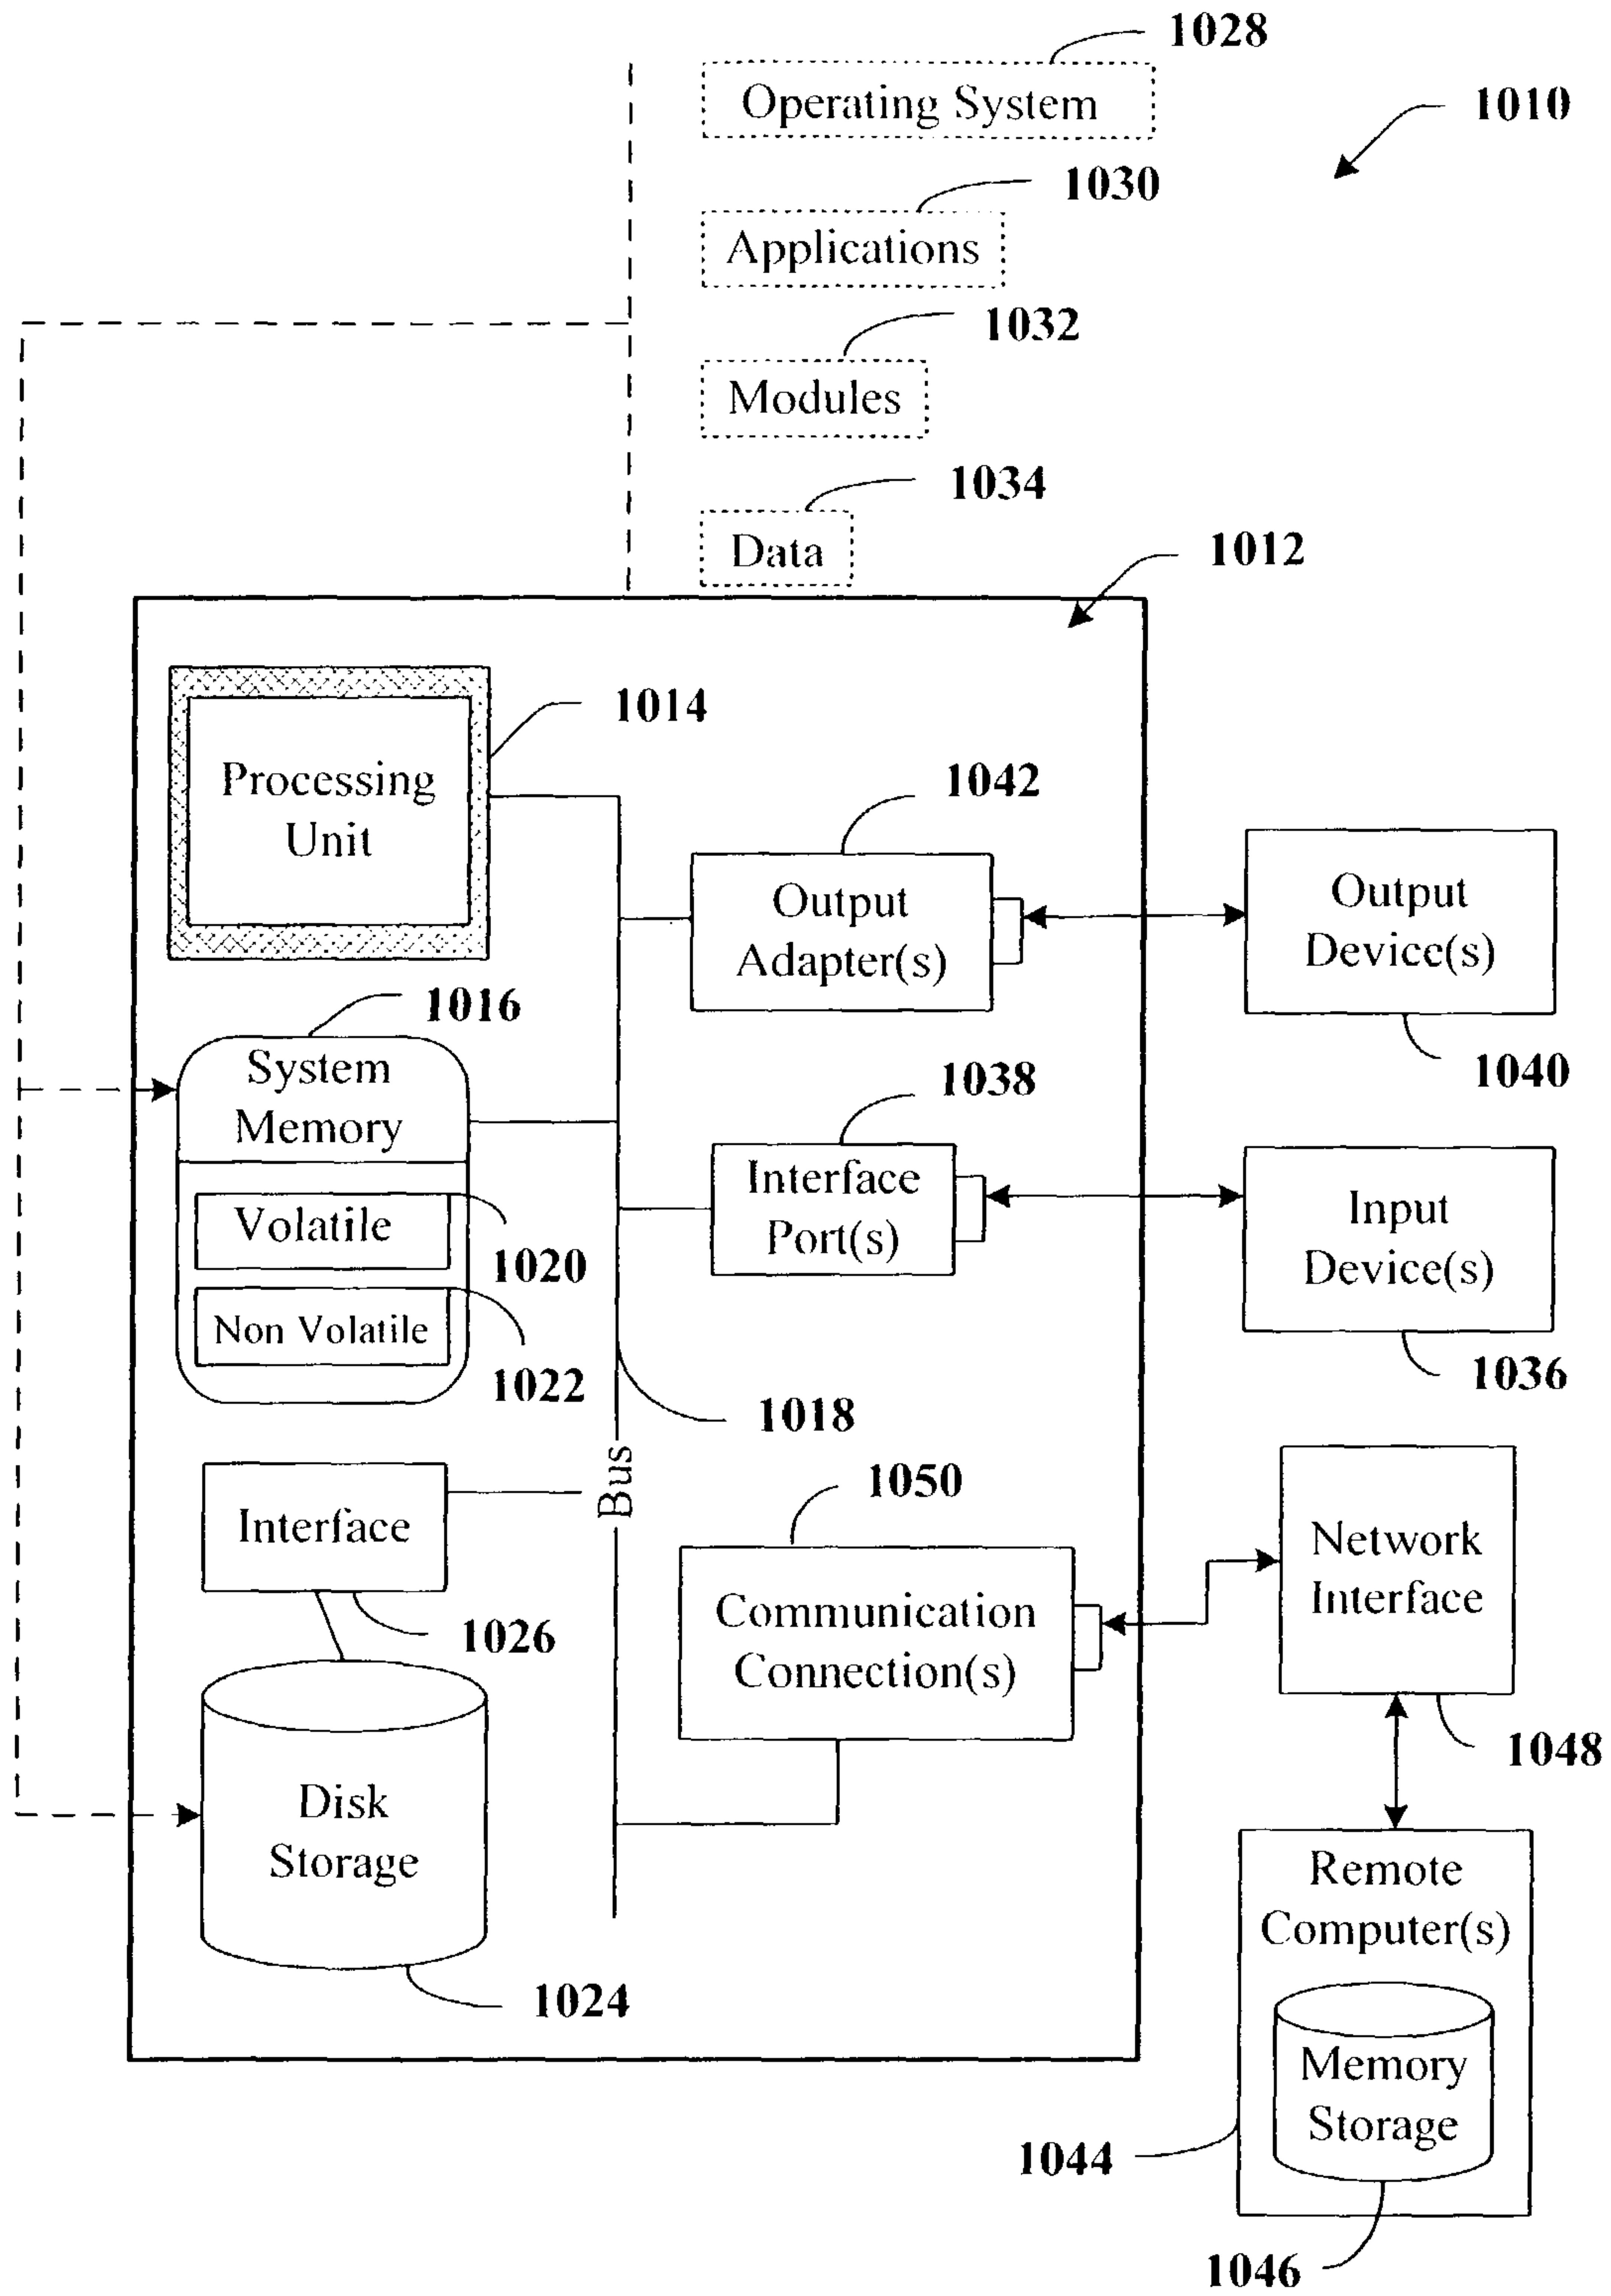 1028
Operating System
1010
1030
Applications
1032
Modules
1034
Data
1012
1014
Processing
Unit
1042
Output
Adapter(s)
Output
Device(s)
1040
1016
System
Memory
1038
Interface
Port(s)
Input
Device(s)
1036
Volatile
1020
Non Volatile
1022
1018
Bus
1050
Interface
1026
Communication
Connection(s)
Network
Interface
1048
Disk
Storage
1024
Remote
Computer(s)
Memory
Storage
1044
1046